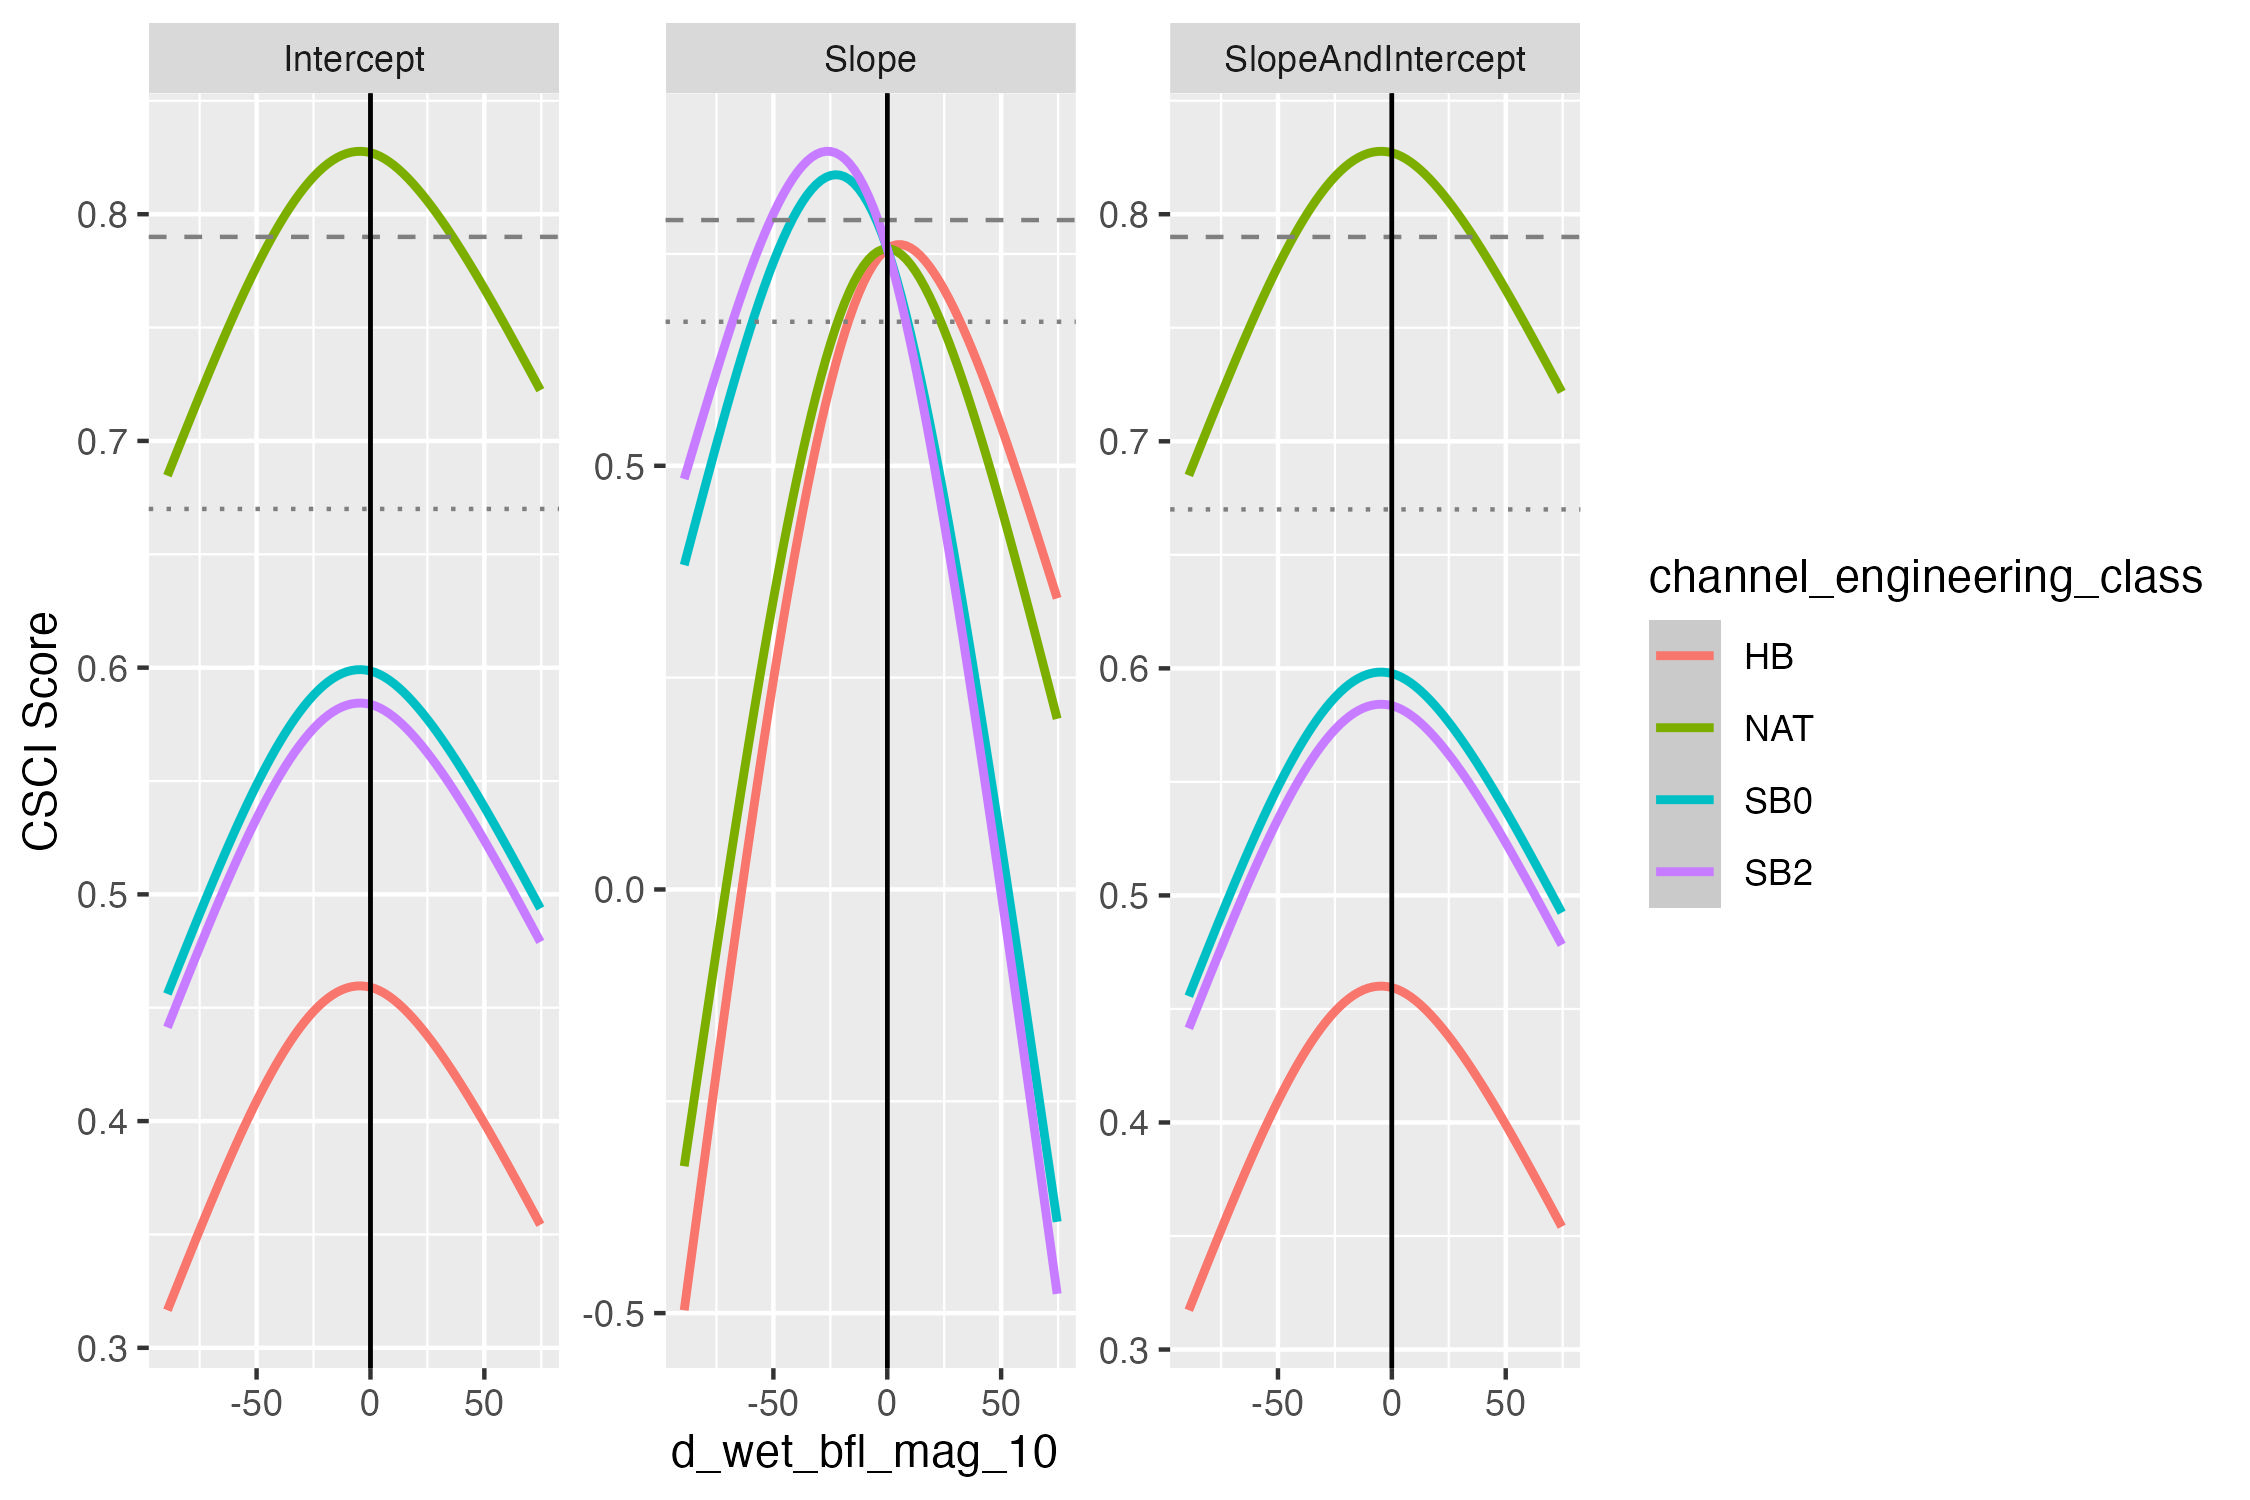 Intercept
Slope
SlopeAndIntercept
CSCI Score
0.8
0.7
0.6
0.5
0.4
0.3
-50 0 50
0.5
0.0
-0.5
-50 0 50
0.8
0.7
0.6
0.5
0.4
0.3
-50 0 50
d_wet_bfl_mag_10
channel_engineering_class
HB
NAT
SB0
SB2